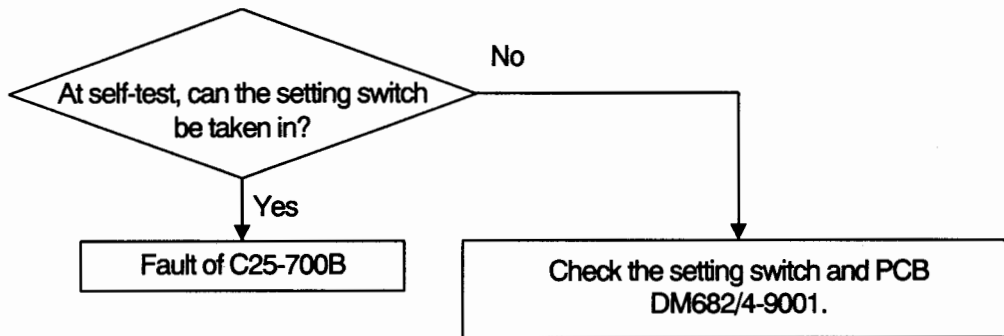 No
At self-test, can the setting switch
be taken in?
Yes
Fault of C25-700B
Check the setting switch and PCB
DM682/4-9001.